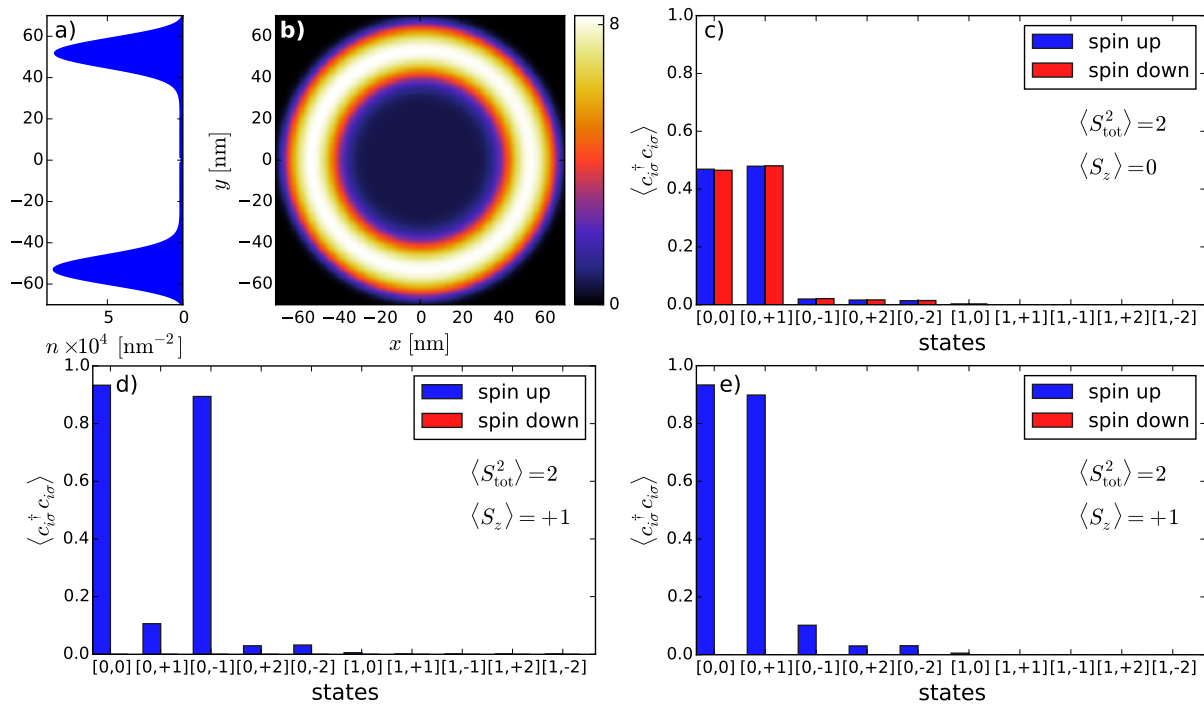 a)
60
40
20
0
−20
−40
−60
5 0
n ×10⁴ [nm⁻²]
b)
y [nm]
60
40
20
0
−20
−40
−60
−60 −40 −20 0 20 40 60
x [nm]
8
0
c)
spin up
spin down
⟨S²tot⟩=2
⟨Sz⟩=0
⟨c†iσ ciσ⟩
1.0
0.8
0.6
0.4
0.2
0.0
[0,0] [0,+1] [0,-1] [0,+2] [0,-2] [1,0] [1,+1] [1,-1] [1,+2] [1,-2]
states
d)
spin up
spin down
⟨S²tot⟩=2
⟨Sz⟩=+1
⟨c†iσ ciσ⟩
1.0
0.8
0.6
0.4
0.2
0.0
[0,0] [0,+1] [0,-1] [0,+2] [0,-2] [1,0] [1,+1] [1,-1] [1,+2] [1,-2]
states
e)
spin up
spin down
⟨S²tot⟩=2
⟨Sz⟩=+1
⟨c†iσ ciσ⟩
1.0
0.8
0.6
0.4
0.2
0.0
[0,0] [0,+1] [0,-1] [0,+2] [0,-2] [1,0] [1,+1] [1,-1] [1,+2] [1,-2]
states